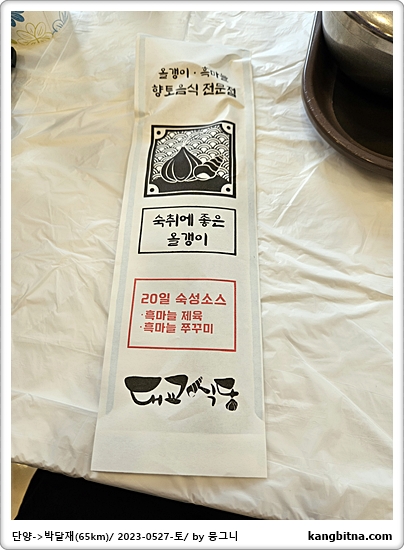 올갱이 · 흑마늘
향토음식 전문점
숙취에 좋은
올갱이
20일 숙성소스
·흑마늘 제육
·흑마늘 쭈꾸미
대교식당
단양->박달재(65km)/ 2023-0527-토/ by 뭉그니
kangbitna.com